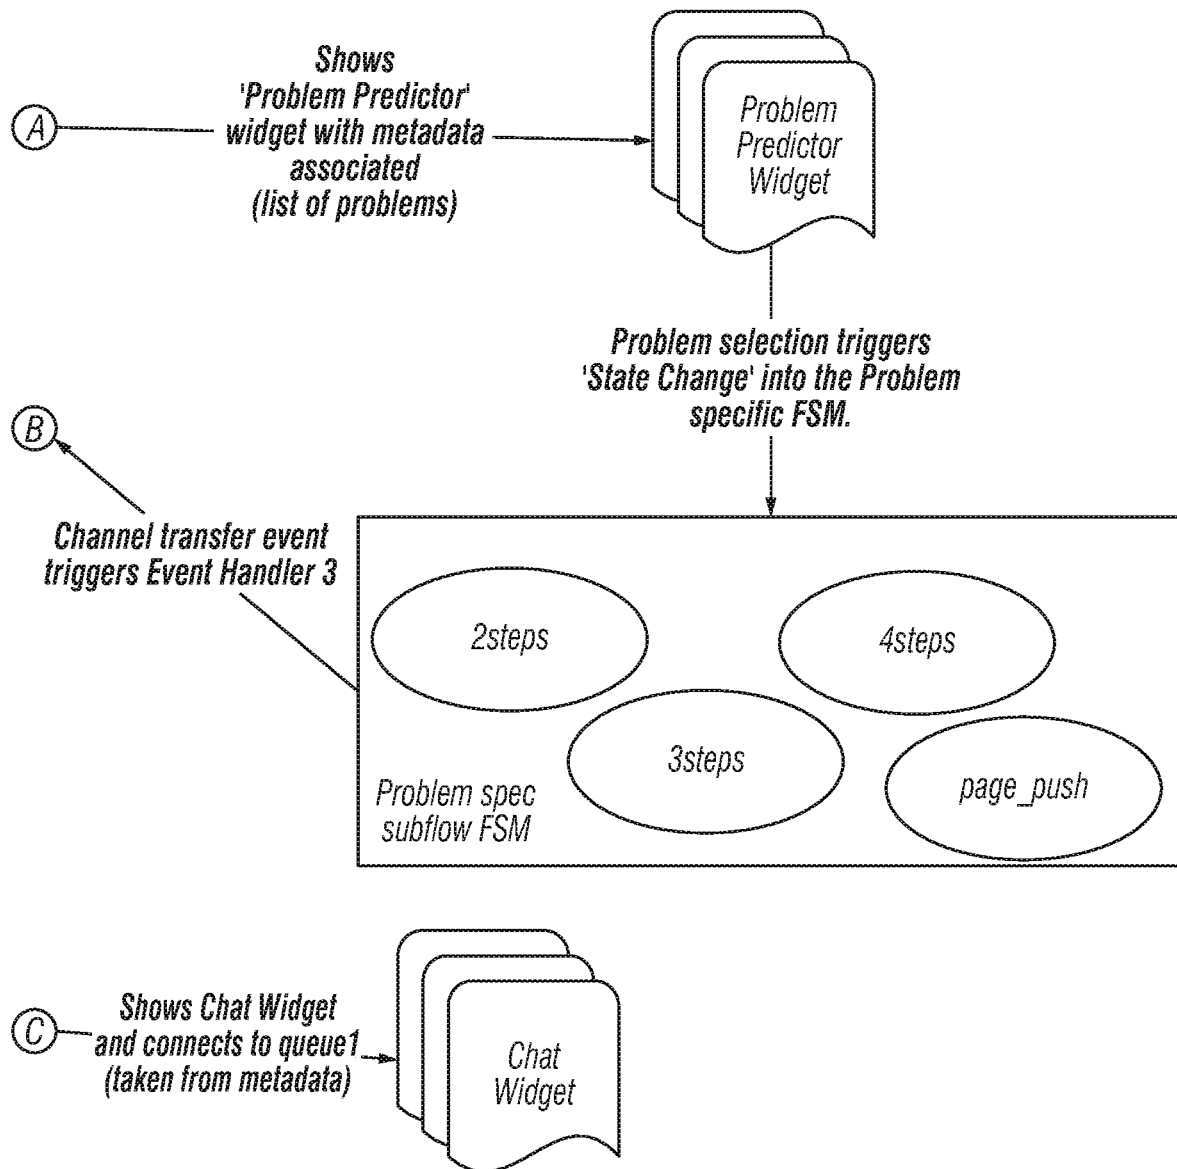 A
Shows
'Problem Predictor'
widget with metadata
associated
(list of problems)
Problem
Predictor
Widget
Problem selection triggers
'State Change' into the Problem
specific FSM.
B
Channel transfer event
triggers Event Handler 3
2steps
4steps
3steps
page_push
Problem spec
subflow FSM
C
Shows Chat Widget
and connects to queue1
(taken from metadata)
Chat
Widget